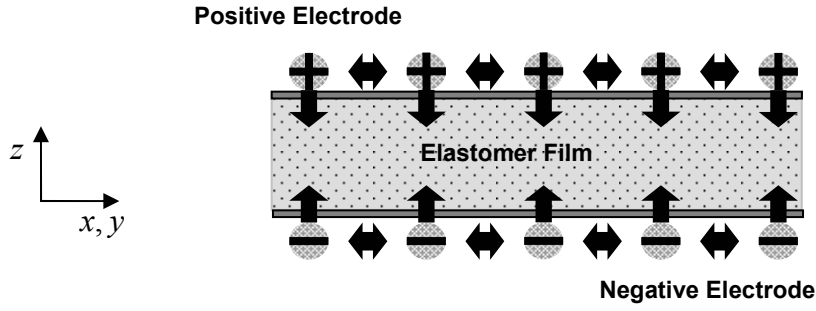 Positive Electrode
Elastomer Film
z
x, y
Negative Electrode